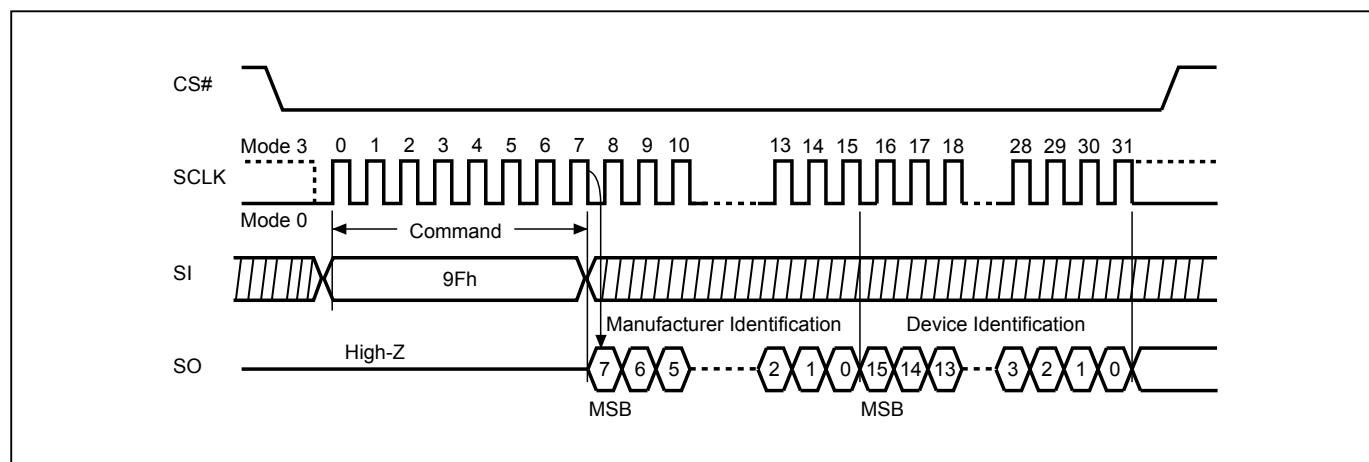 CS#
Mode 3 0 1 2 3 4 5 6 7 8 9 10 13 14 15 16 17 18 28 29 30 31
SCLK
Mode 0
Command
SI 9Fh
Manufacturer Identification Device Identification
High-Z
SO 7 6 5 2 1 0 15 14 13 3 2 1 0
MSB MSB